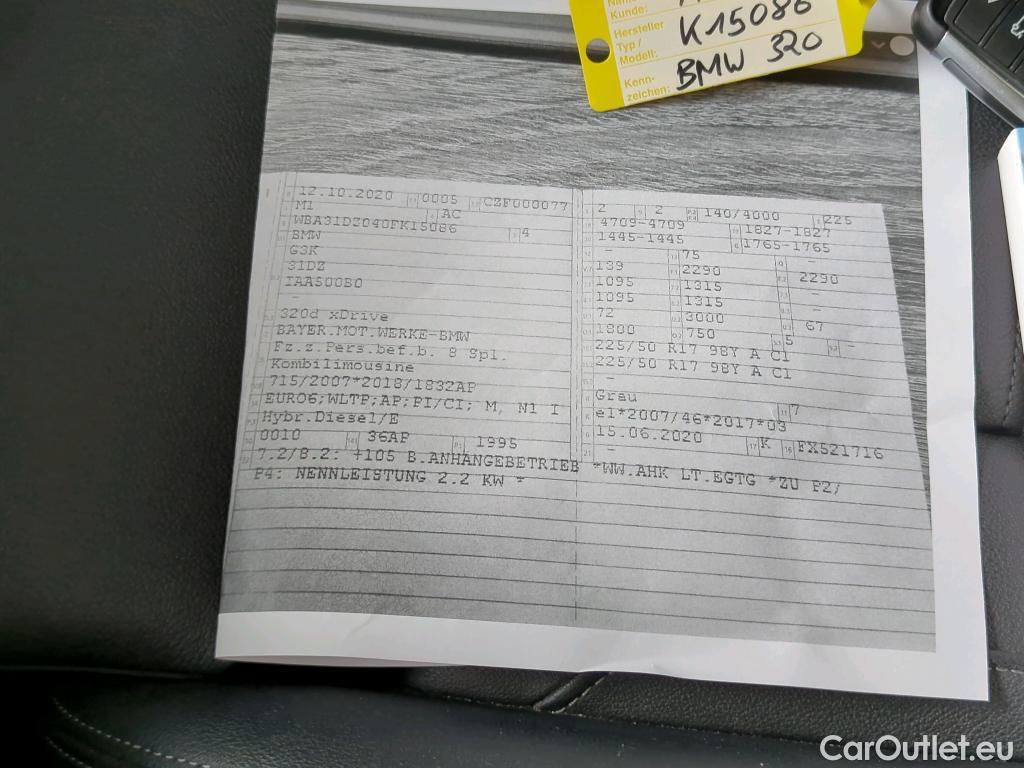 Kunde:
Hersteller
Typ /
Modell:
K15086
Kenn-
zeichen:
BMW 320
12.10.2020 0005 CZF000077
M1 AC
WBA31DZ040FK15086 4
BMW
G3K
31DZ
IAA500B0
-
320d xDrive
BAYER.MOT.WERKE-BMW
Fz.z.Pers.bef.b. 8 Spl.
Kombilimousine
715/2007*2018/1832AP
EURO6;WLTP;AP;PI/CI; M, N1 I
Hybr.Diesel/E
0010 36AP 1995
2 2 140/4000 225
4709-4709 1827-1827
1445-1445 1765-1765
- 75
139 2290 2290
1095 1315 -
1095 1315 -
72 3000 67
1800 750 5 -
225/50 R17 98Y A C1
225/50 R17 98Y A C1
-
Grau 7
e1*2007/46*2017*03
15.06.2020 K FX521716
-
7.2/8.2: +105 B.ANHÄNGEBETRIEB *WW.AHK LT.EGTG *ZU P2/
P4: NENNLEISTUNG 2.2 KW *
CarOutlet.eu